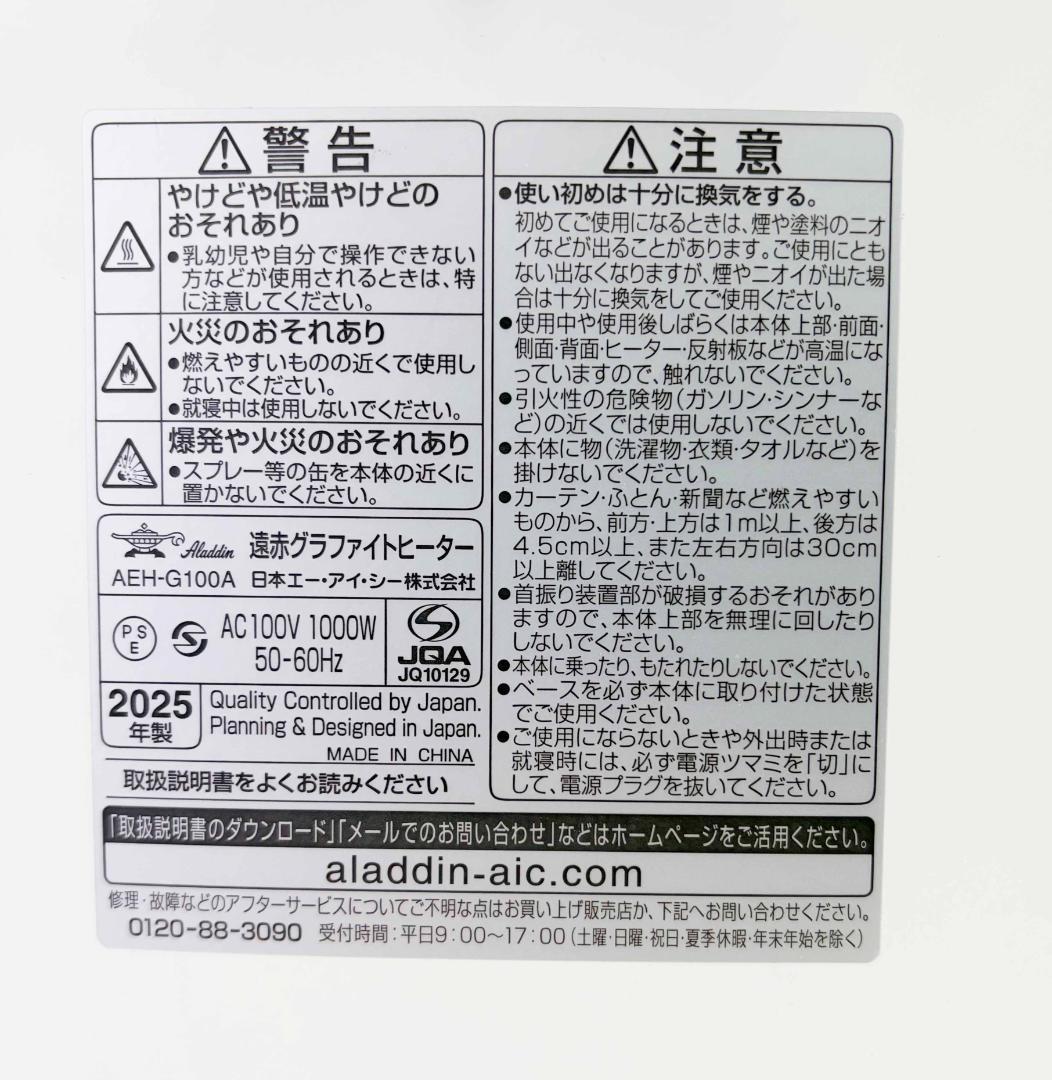 警告
やけどや低温やけどの
おそれあり
●乳幼児や自分で操作できない
方などが使用されるときは、特
に注意してください。
火災のおそれあり
●燃えやすいものの近くで使用し
ないでください。
●就寝中は使用しないでください。
爆発や火災のおそれあり
●スプレー等の缶を本体の近くに
置かないでください。
Aladdin 遠赤グラファイトヒーター
AEH-G100A 日本エー・アイ・シー株式会社
PSE AC100V 1000W
50-60Hz
JQA
JQ10129
2025
年製
Quality Controlled by Japan.
Planning & Designed in Japan.
MADE IN CHINA
取扱説明書をよくお読みください
注意
●使い初めは十分に換気をする。
初めてご使用になるときは、煙や塗料のニオ
イなどが出ることがあります。ご使用にとも
ない出なくなりますが、煙やニオイが出た場
合は十分に換気をしてご使用ください。
●使用中や使用後しばらくは本体上部・前面・
側面・背面・ヒーター・反射板などが高温にな
っていますので、触れないでください。
●引火性の危険物(ガソリン・シンナーな
ど)の近くでは使用しないでください。
●本体に物(洗濯物・衣類・タオルなど)を
掛けないでください。
●カーテン・ふとん・新聞など燃えやすい
ものから、前方・上方は1m以上、後方は
4.5cm以上、また左右方向は30cm
以上離してください。
●首振り装置部が破損するおそれがあり
ますので、本体上部を無理に回したり
しないでください。
●本体に乗ったり、もたれたりしないでください。
●ベースを必ず本体に取り付けた状態
でご使用ください。
●ご使用にならないときや外出時または
就寝時には、必ず電源ツマミを「切」に
して、電源プラグを抜いてください。
「取扱説明書のダウンロード」「メールでのお問い合わせ」などはホームページをご活用ください。
aladdin-aic.com
修理・故障などのアフターサービスについてご不明な点はお買い上げ販売店か、下記へお問い合わせください。
0120-88-3090 受付時間:平日9:00~17:00(土曜・日曜・祝日・夏季休暇・年末年始を除く)